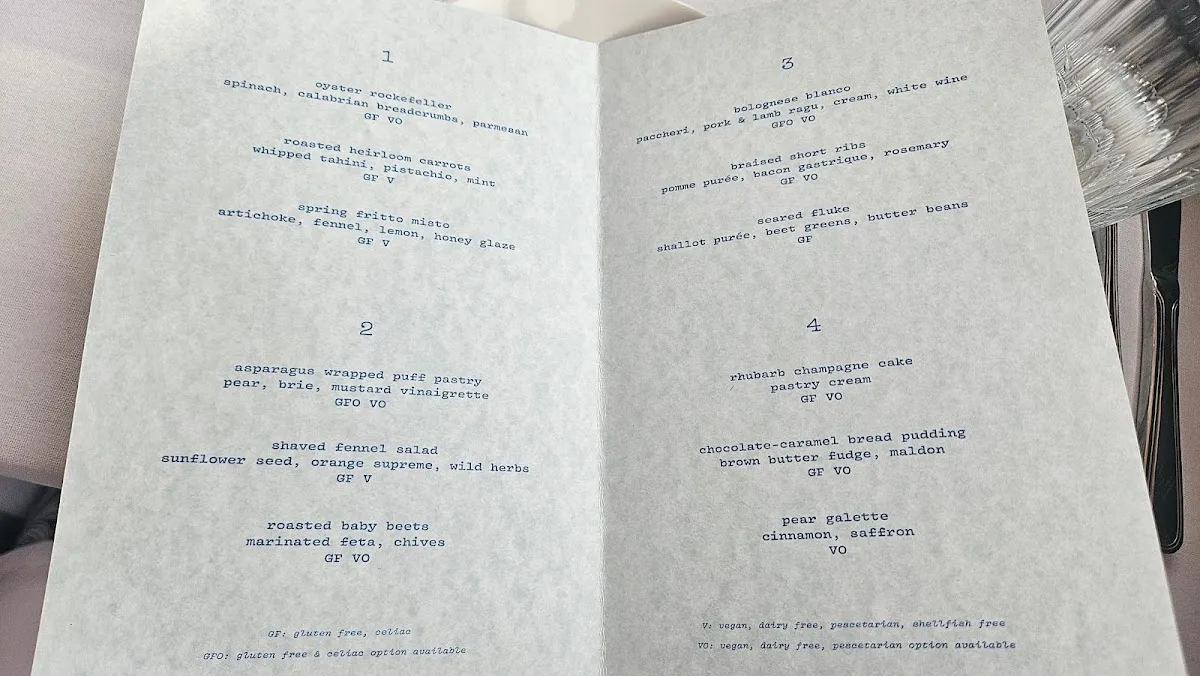 1
oyster rockefeller
spinach, calabrian breadcrumbs, parmesan
GF VO
roasted heirloom carrots
whipped tahini, pistachio, mint
GF V
spring fritto misto
artichoke, fennel, lemon, honey glaze
GF V
2
asparagus wrapped puff pastry
pear, brie, mustard vinaigrette
GFO VO
shaved fennel salad
sunflower seed, orange supreme, wild herbs
GF V
roasted baby beets
marinated feta, chives
GF VO
GF: gluten free, celiac
GFO: gluten free & celiac option available
3
bolognese blanco
paccheri, pork & lamb ragu, cream, white wine
GFO VO
braised short ribs
pomme purée, bacon gastrique, rosemary
GF VO
seared fluke
shallot purée, beet greens, butter beans
GF
4
rhubarb champagne cake
pastry cream
GF VO
chocolate-caramel bread pudding
brown butter fudge, maldon
GF VO
pear galette
cinnamon, saffron
VO
V: vegan, dairy free, pescetarian, shellfish free
VO: vegan, dairy free, pescetarian option available